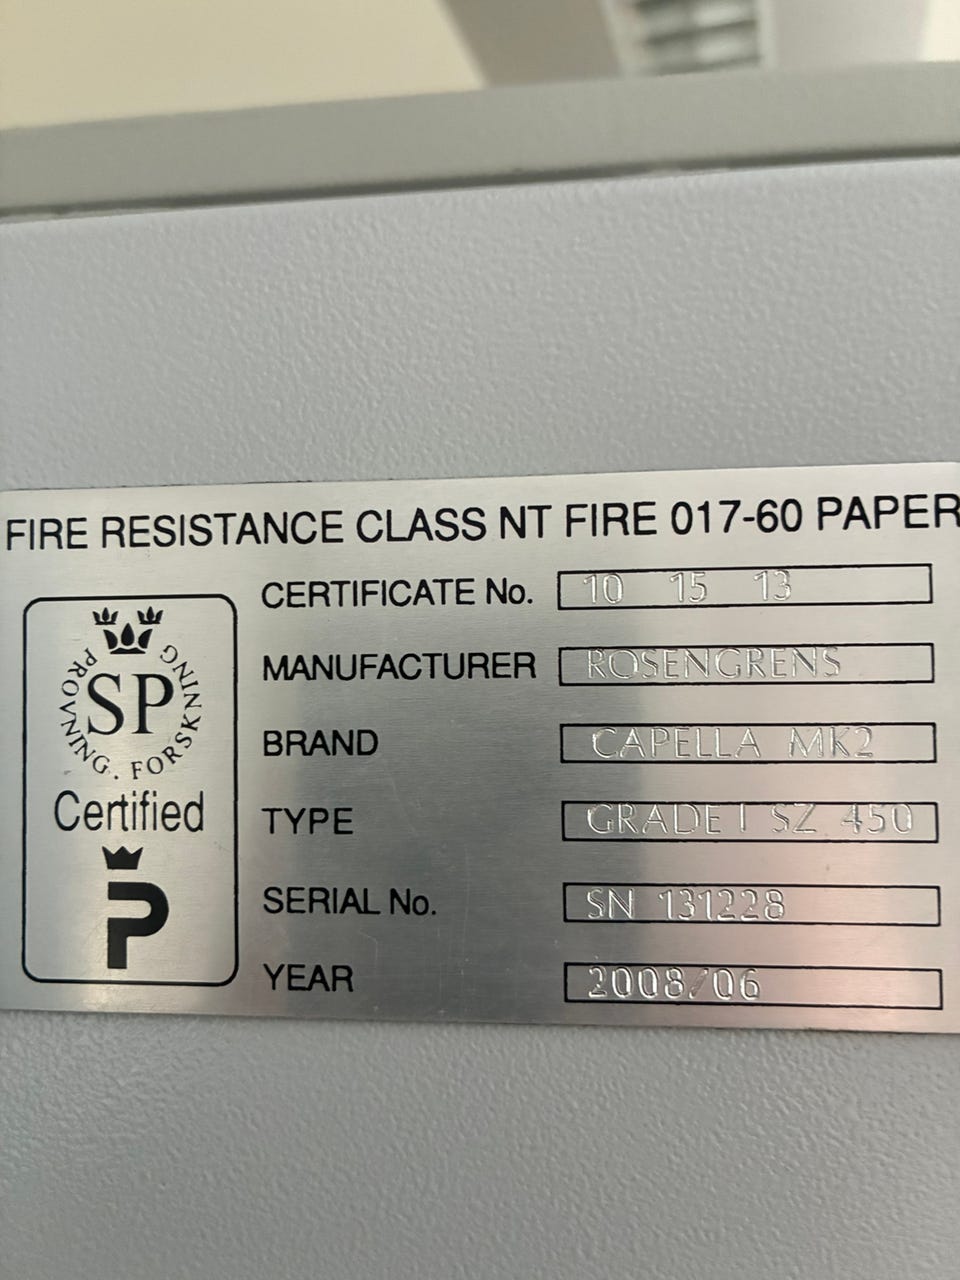 FIRE RESISTANCE CLASS NT FIRE 017-60 PAPER
CERTIFICATE No. 10 15 13
MANUFACTURER ROSENGRENS
BRAND CAPELLA MK2
TYPE GRADE I SZ 450
SERIAL No. SN 131228
YEAR 2008/06
SP
PROVNING. FORSKNING
Certified
P